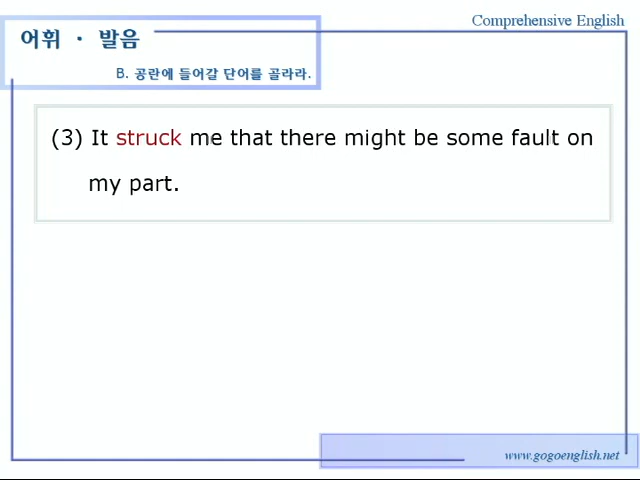 Comprehensive English
어휘 · 발음
B. 공란에 들어갈 단어를 골라라.
(3) It struck me that there might be some fault on
my part.
www.gogoenglish.net